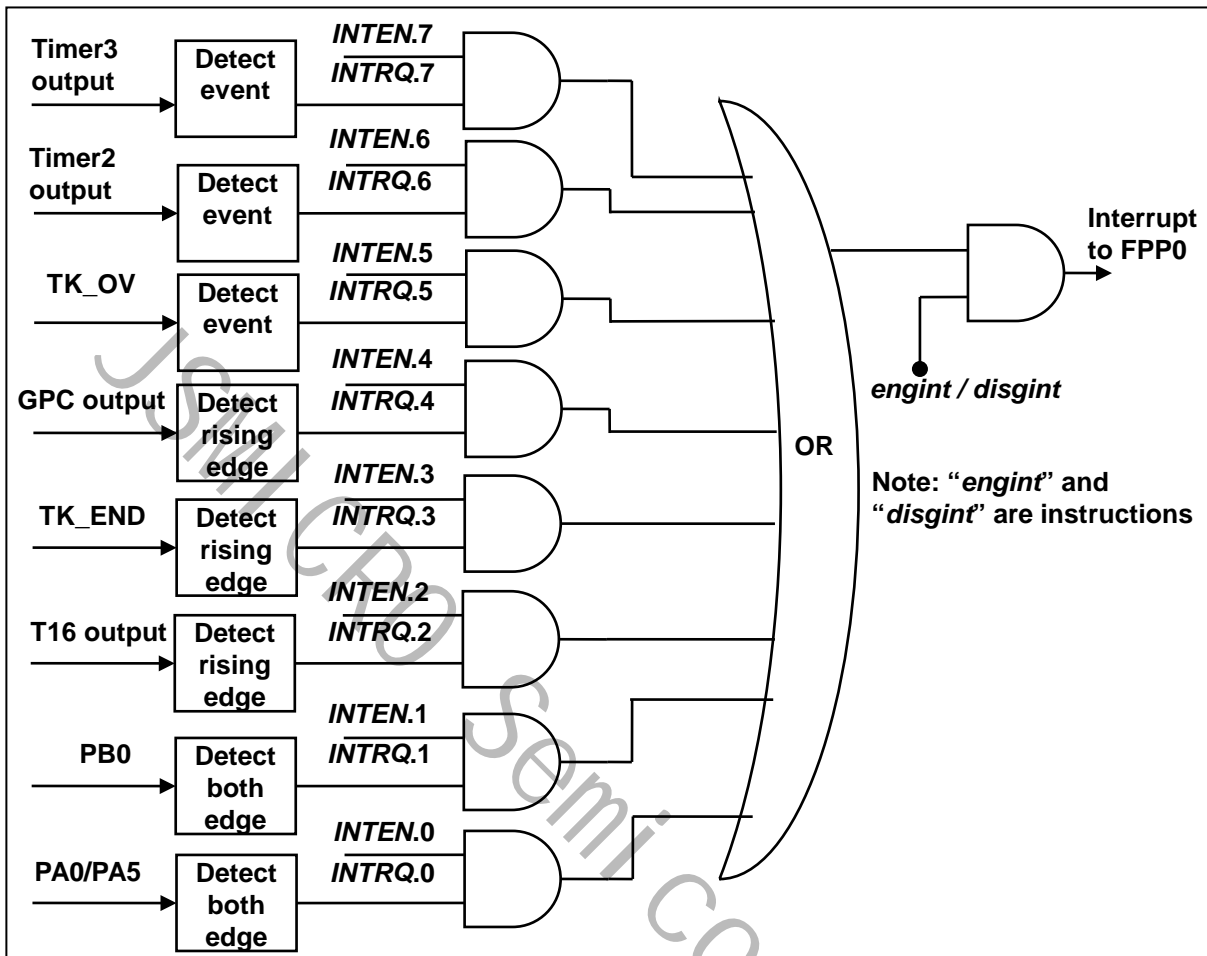 Timer3
output
Detect
event
INTEN.7
INTRQ.7
Timer2
output
Detect
event
INTEN.6
INTRQ.6
TK_OV
Detect
event
INTEN.5
INTRQ.5
GPC output
Detect
rising
edge
INTEN.4
INTRQ.4
TK_END
Detect
rising
edge
INTEN.3
INTRQ.3
T16 output
Detect
rising
edge
INTEN.2
INTRQ.2
PB0
Detect
both
edge
INTEN.1
INTRQ.1
PA0/PA5
Detect
both
edge
INTEN.0
INTRQ.0
OR
Interrupt
to FPP0
engint / disgint
Note: “engint” and
“disgint” are instructions
JSMICRO Semi